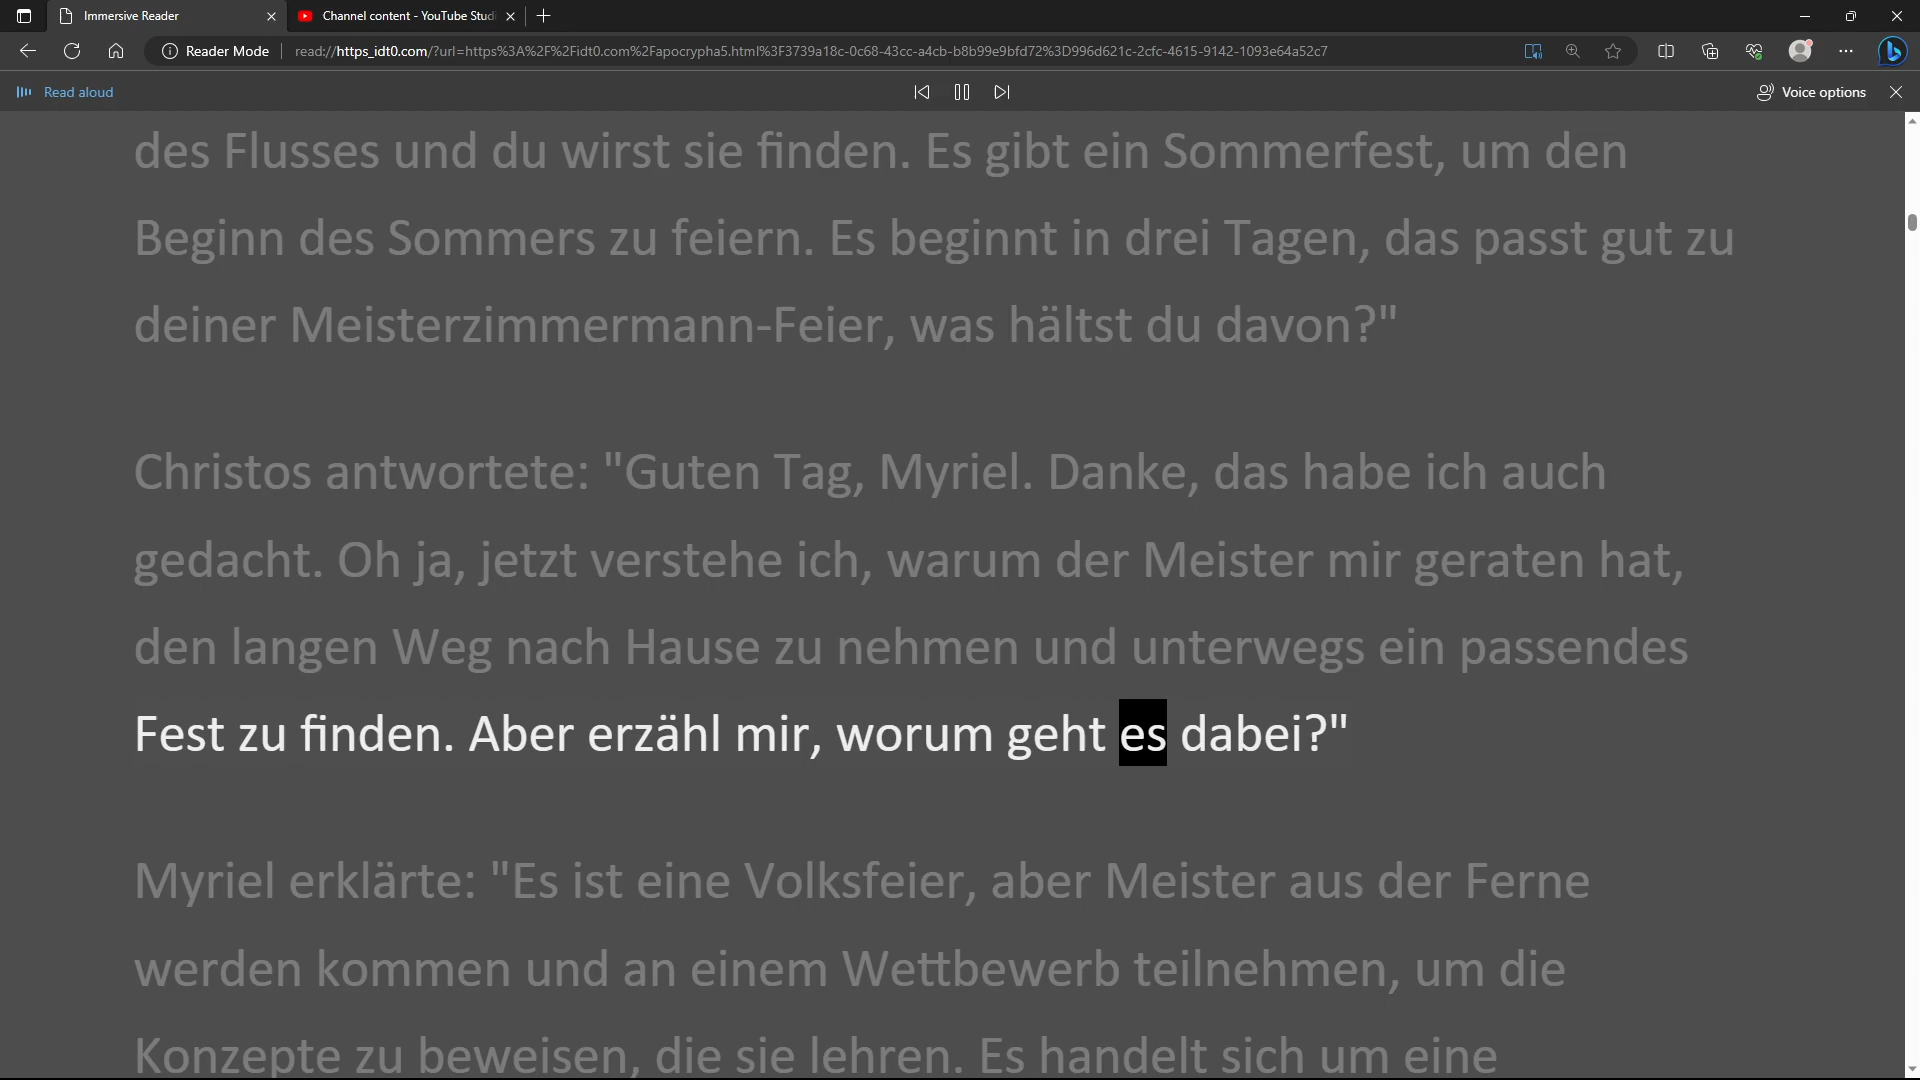 Immersive Reader
Channel content - YouTube Studi
Reader Mode
read://https_idt0.com/?url=https%3A%2F%2Fidt0.com%2Fapocrypha5.html%3F3739a18c-0c68-43cc-a4cb-b8b99e9bfd72%3D996d621c-2cfc-4615-9142-1093e64a52c7
Read aloud
Voice options
des Flusses und du wirst sie finden. Es gibt ein Sommerfest, um den
Beginn des Sommers zu feiern. Es beginnt in drei Tagen, das passt gut zu
deiner Meisterzimmermann-Feier, was hältst du davon?"
Christos antwortete: "Guten Tag, Myriel. Danke, das habe ich auch
gedacht. Oh ja, jetzt verstehe ich, warum der Meister mir geraten hat,
den langen Weg nach Hause zu nehmen und unterwegs ein passendes
Fest zu finden. Aber erzähl mir, worum geht es dabei?"
Myriel erklärte: "Es ist eine Volksfeier, aber Meister aus der Ferne
werden kommen und an einem Wettbewerb teilnehmen, um die
Konzepte zu beweisen, die sie lehren. Es handelt sich um eine